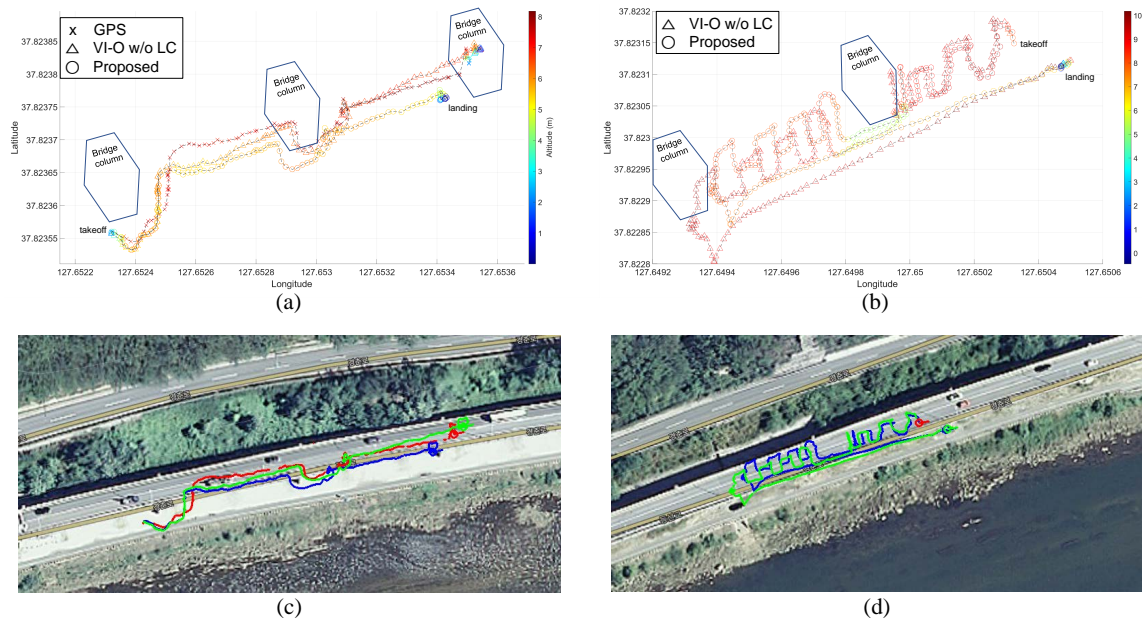 × GPS
△ VI-O w/o LC
○ Proposed
Bridge
column
Bridge
column
Bridge
column
takeoff
landing
37.82385
37.8238
37.82375
37.8237
37.82365
37.8236
37.82355
Latitude
127.6522
127.6524
127.6526
127.6528
127.653
127.6532
127.6534
127.6536
Longitude
8
7
6
5
4
3
2
1
Altitude (m)
(a)
△ VI-O w/o LC
○ Proposed
Bridge
column
Bridge
column
takeoff
landing
37.8232
37.82315
37.8231
37.82305
37.823
37.82295
37.8229
37.82285
37.8228
Latitude
127.6492
127.6494
127.6496
127.6498
127.65
127.6502
127.6504
127.6506
Longitude
10
9
8
7
6
5
4
3
2
1
0
(b)
(c)
(d)